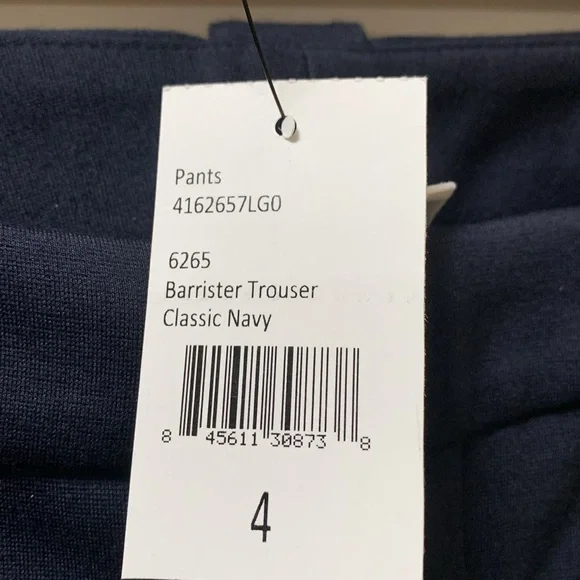 Pants
4162657LG0
6265
Barrister Trouser
Classic Navy
8 45611 30873 8
4